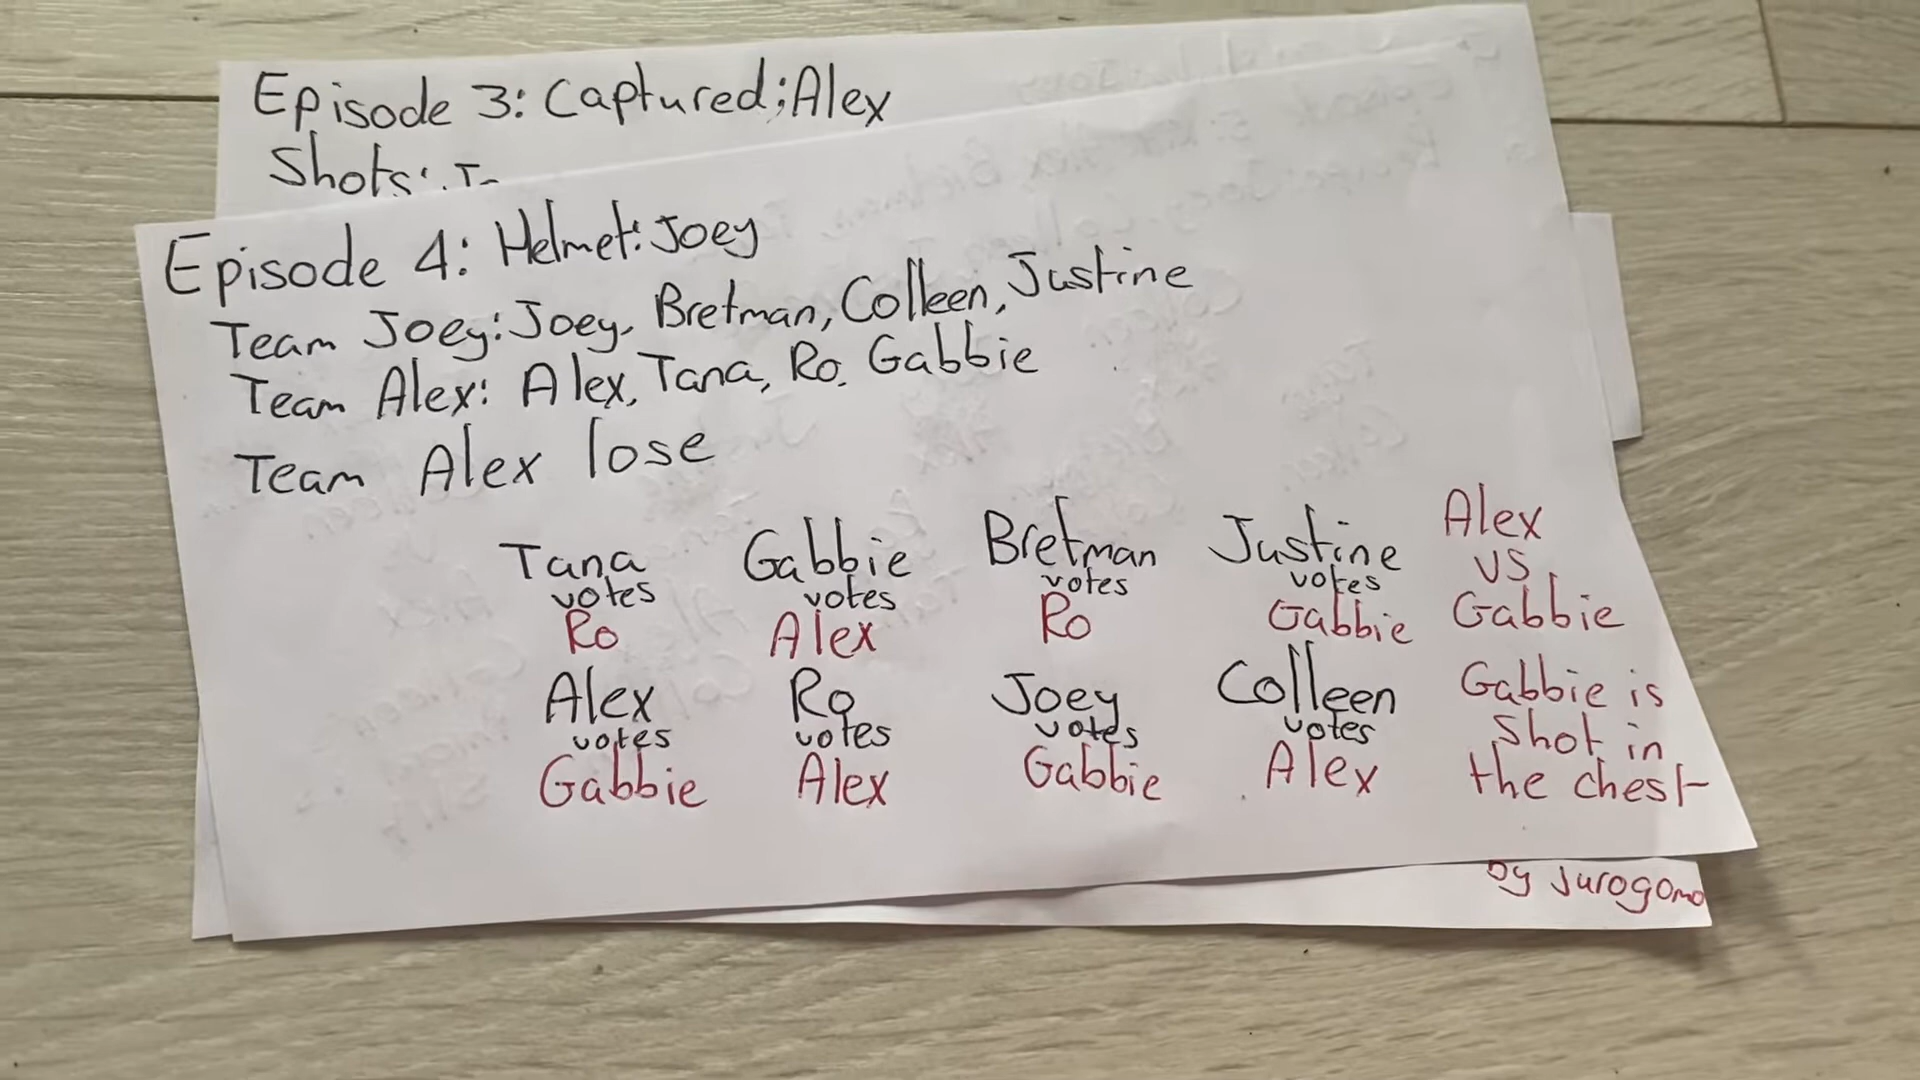 Episode 3: Captured; Alex
Shots:
Episode 4: Helmet: Joey
Team Joey: Joey, Bretman, Colleen, Justine
Team Alex: Alex, Tana, Ro, Gabbie
Team Alex lose
Tana votes Ro
Gabbie votes Alex
Bretman votes Ro
Justine votes Gabbie
Alex vs Gabbie
Alex votes Gabbie
Ro votes Alex
Joey votes Gabbie
Colleen votes Alex
Gabbie is shot in the chest
by Jurogomo